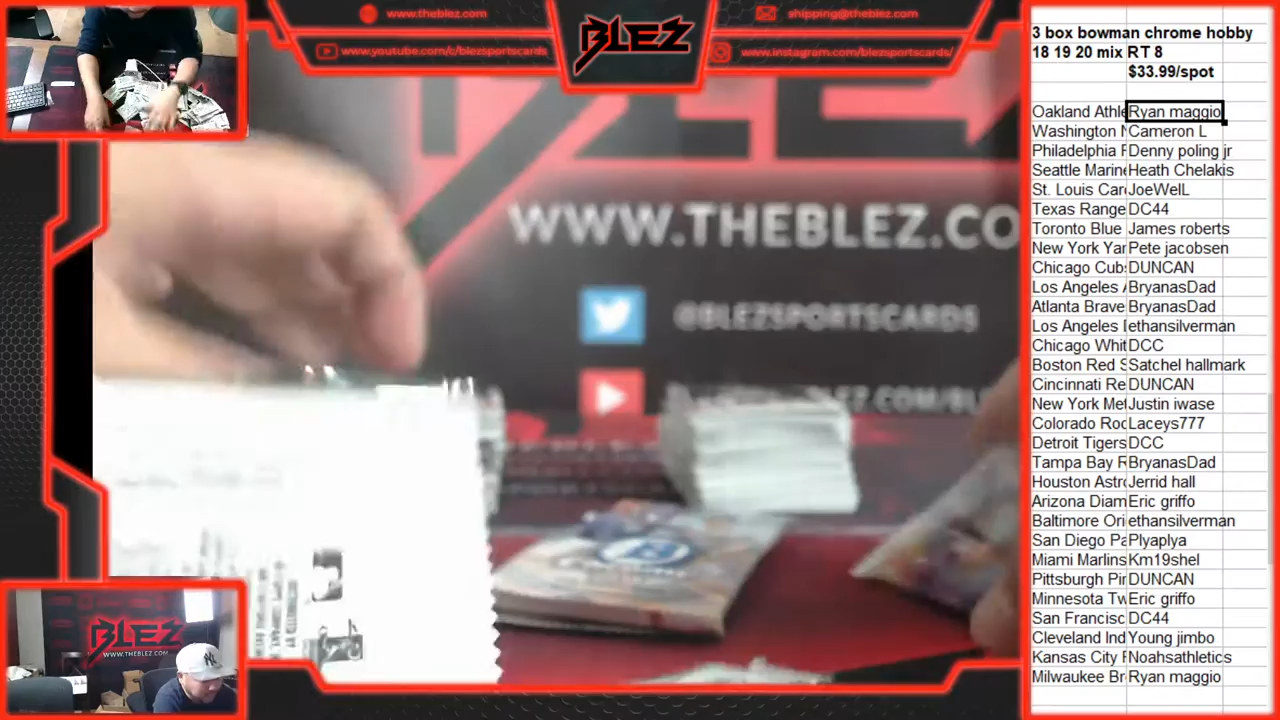 www.theblez.com
www.youtube.com/c/blezsportscards
BLEZ
shipping@theblez.com
www.instagram.com/blezsportscards/
WWW.THEBLEZ.CO
@BLEZSPORTSCARDS
BLEZ
WWW.THEBLEZ.COM
3 box bowman chrome hobby
18 19 20 mix RT 8
$33.99/spot
Oakland Athle Ryan maggio
Washington N Cameron L
Philadelphia P Denny poling jr
Seattle Marine Heath Chelakis
St. Louis Car JoeWelL
Texas Range DC44
Toronto Blue James roberts
New York Yan Pete jacobsen
Chicago Cubs DUNCAN
Los Angeles A BryanasDad
Atlanta Brave BryanasDad
Los Angeles ethansilverman
Chicago Whit DCC
Boston Red S Satchel hallmark
Cincinnati Re DUNCAN
New York Met Justin iwase
Colorado Roc Laceys777
Detroit Tigers DCC
Tampa Bay R BryanasDad
Houston Astro Jerrid hall
Arizona Diam Eric griffo
Baltimore Ori ethansilverman
San Diego Pa Plyaplya
Miami Marlins Km19shel
Pittsburgh Pir DUNCAN
Minnesota Tw Eric griffo
San Francisc DC44
Cleveland Ind Young jimbo
Kansas City R Noahsathletics
Milwaukee Br Ryan maggio